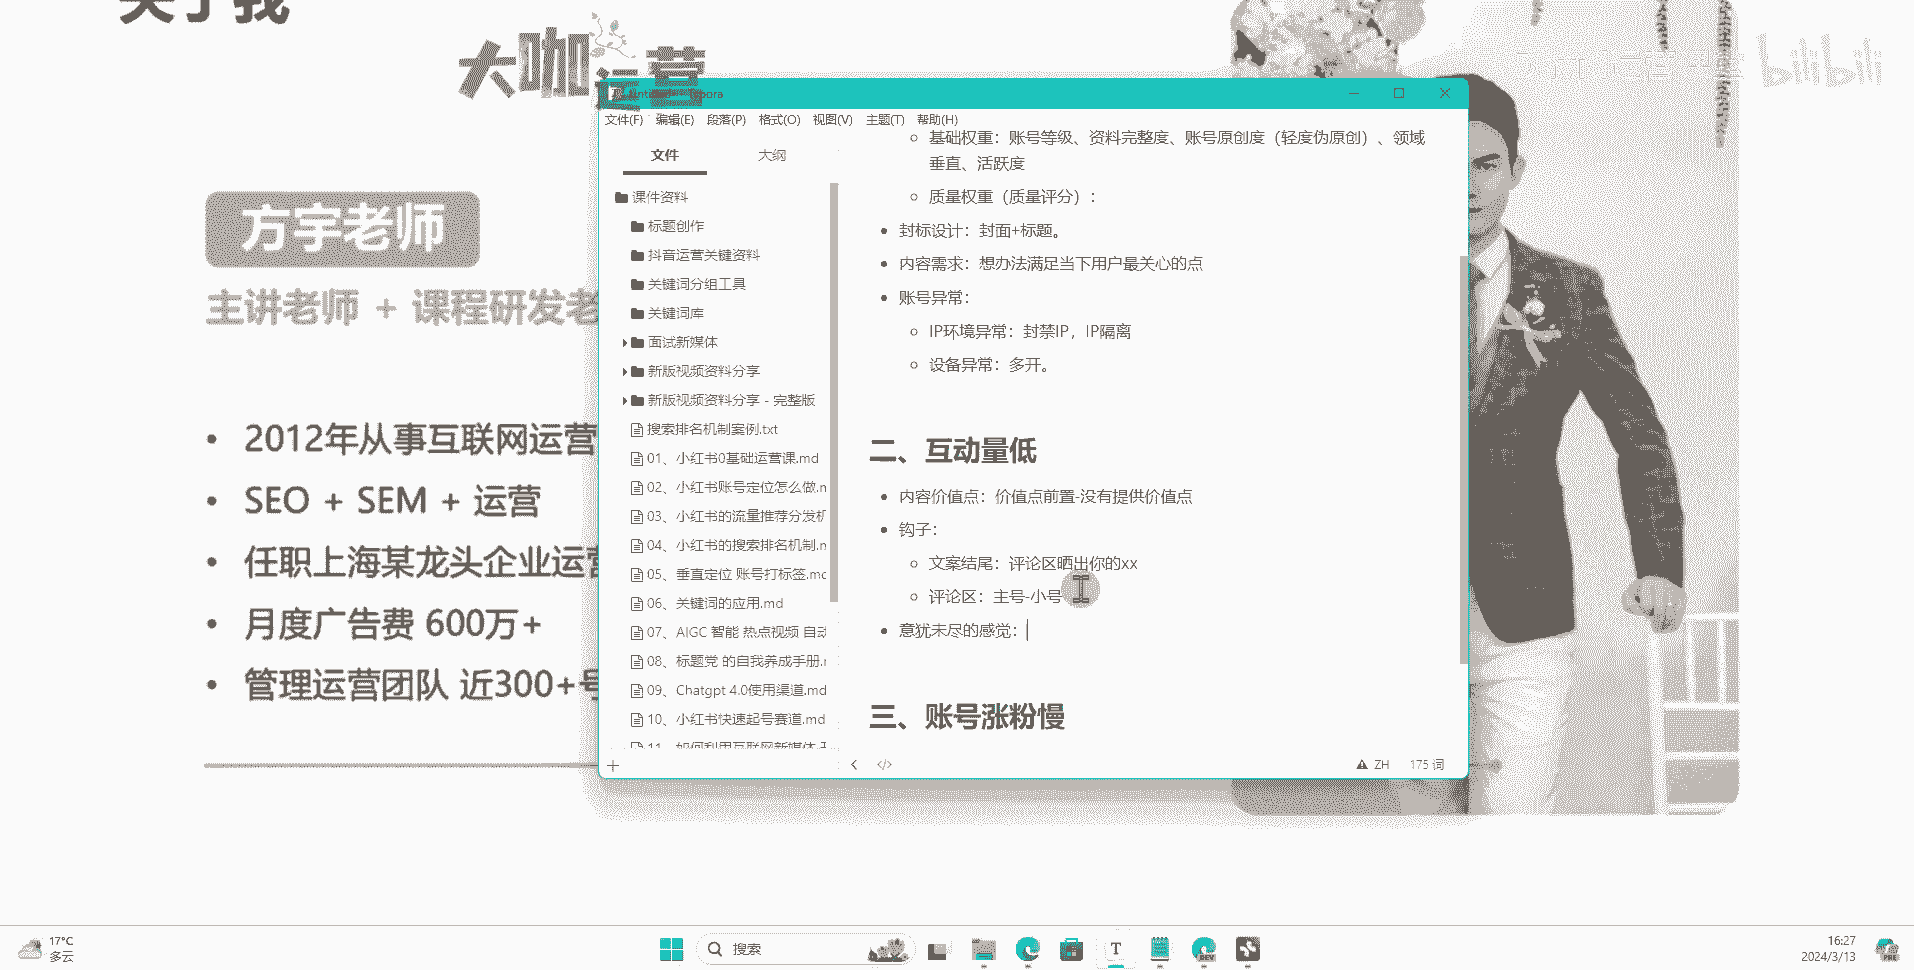 关于我
大咖运营
bilibili
方宇老师
主讲老师 + 课程研发老
2012年从事互联网运营
SEO + SEM + 运营
任职上海某龙头企业运营
月度广告费 600万+
管理运营团队 近300+号
文件(F) 编辑(E) 段落(P) 格式(O) 视图(V) 主题(T) 帮助(H)
文件 大纲
课件资料
标题创作
抖音运营关键资料
关键词分组工具
关键词库
面试新媒体
新版视频资料分享
新版视频资料分享 - 完整版
搜索排名机制案例.txt
01、小红书0基础运营课.md
02、小红书账号定位怎么做.m
03、小红书的流量推荐分发机
04、小红书的搜索排名机制.m
05、垂直定位 账号打标签.mc
06、关键词的应用.md
07、AIGC 智能 热点视频 自动
08、标题党 的自我养成手册.
09、Chatgpt 4.0使用渠道.md
10、小红书快速起号赛道.md
11、如何利用互联网新媒体
基础权重：账号等级、资料完整度、账号原创度（轻度伪原创）、领域
垂直、活跃度
质量权重（质量评分）：
封标设计：封面+标题。
内容需求：想办法满足当下用户最关心的点
账号异常：
IP环境异常：封禁IP，IP隔离
设备异常：多开。
二、互动量低
内容价值点：价值点前置-没有提供价值点
钩子：
文案结尾：评论区晒出你的xx
评论区：主号-小号
意犹未尽的感觉：
三、账号涨粉慢
ZH 175 词
17°C
多云
搜索
16:27
2024/3/13